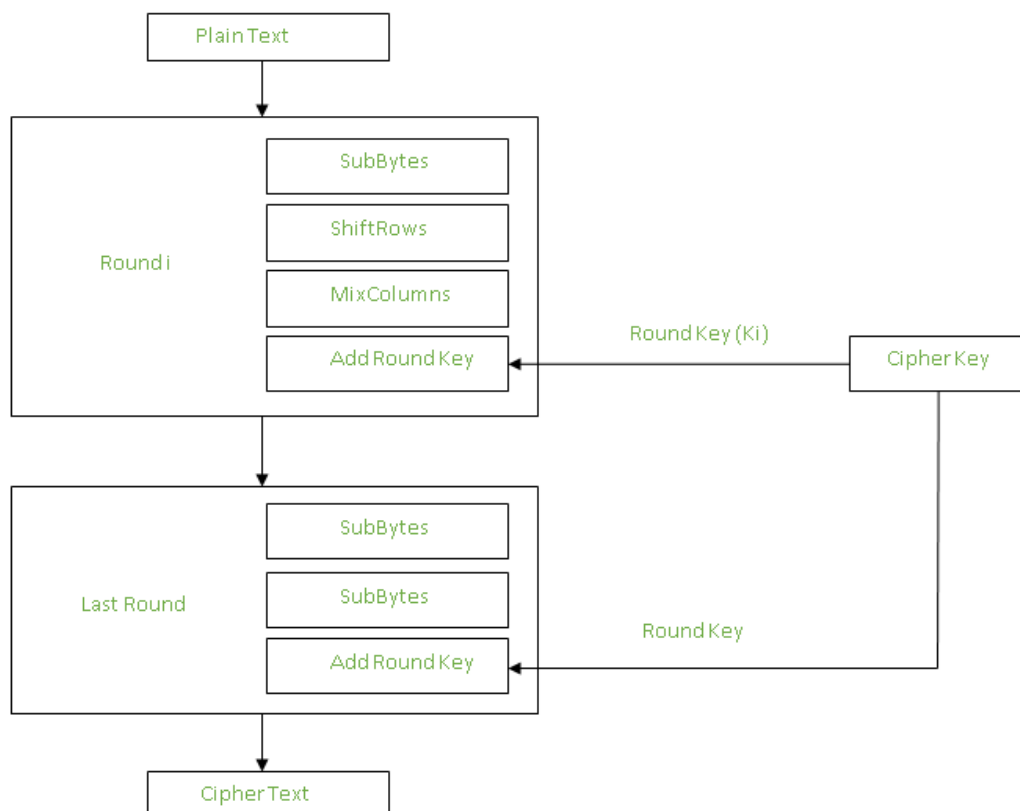 Plain Text
SubBytes
ShiftRows
Round i
MixColumns
Add Round Key
Round Key (Ki)
Cipher Key
SubBytes
SubBytes
Last Round
Add Round Key
Round Key
Cipher Text